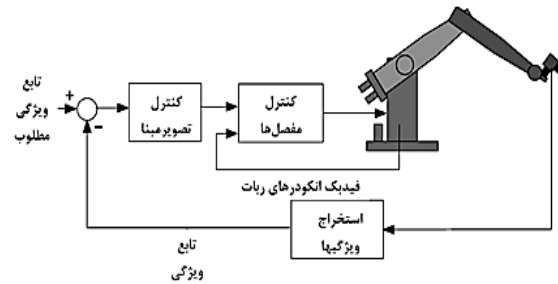 تابع
ویژگی
مطلوب
+
-
کنترل
تصویرمبنا
کنترل
مفصل‌ها
فیدبک انکودرهای ربات
استخراج
ویژگیها
تابع
ویژگی